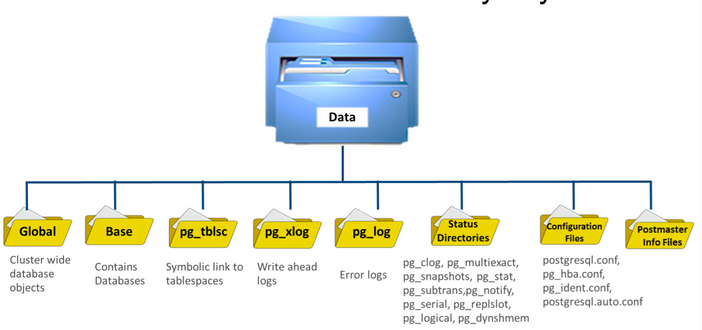 Data
Global
Base
pg_tblsc
pg_xlog
pg_log
Status
Directories
Configuration
Files
Postmaster
Info Files
Cluster wide
database
objects
Contains
Databases
Symbolic link to
tablespaces
Write ahead
logs
Error logs
pg_clog, pg_multiexact,
pg_snapshots, pg_stat,
pg_subtrans,pg_notify,
pg_serial, pg_replslot,
pg_logical, pg_dynshmem
postgresql.conf,
pg_hba.conf,
pg_ident.conf,
postgresql.auto.conf